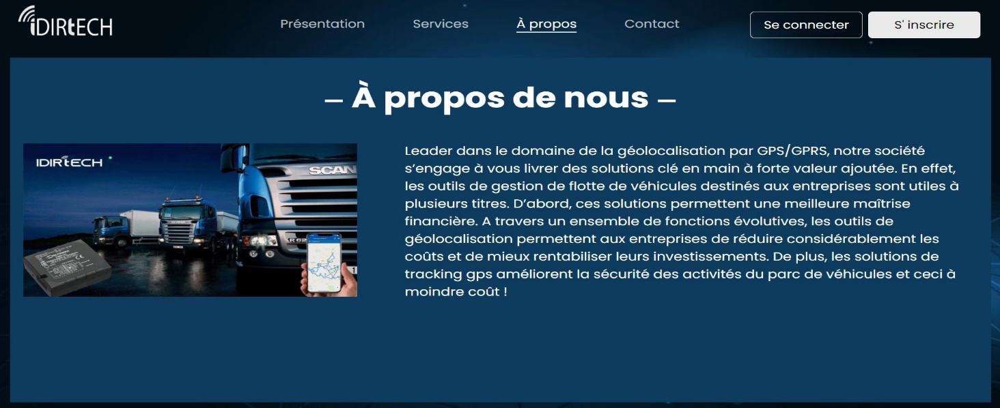 iDIRtECH
Présentation
Services
À propos
Contact
Se connecter
S' inscrire
– À propos de nous –
IDIRtECH
SCAN
R 62
1
Leader dans le domaine de la géolocalisation par GPS/GPRS, notre société
s’engage à vous livrer des solutions clé en main à forte valeur ajoutée. En effet,
les outils de gestion de flotte de véhicules destinés aux entreprises sont utiles à
plusieurs titres. D’abord, ces solutions permettent une meilleure maîtrise
financière. A travers un ensemble de fonctions évolutives, les outils de
géolocalisation permettent aux entreprises de réduire considérablement les
coûts et de mieux rentabiliser leurs investissements. De plus, les solutions de
tracking gps améliorent la sécurité des activités du parc de véhicules et ceci à
moindre coût !